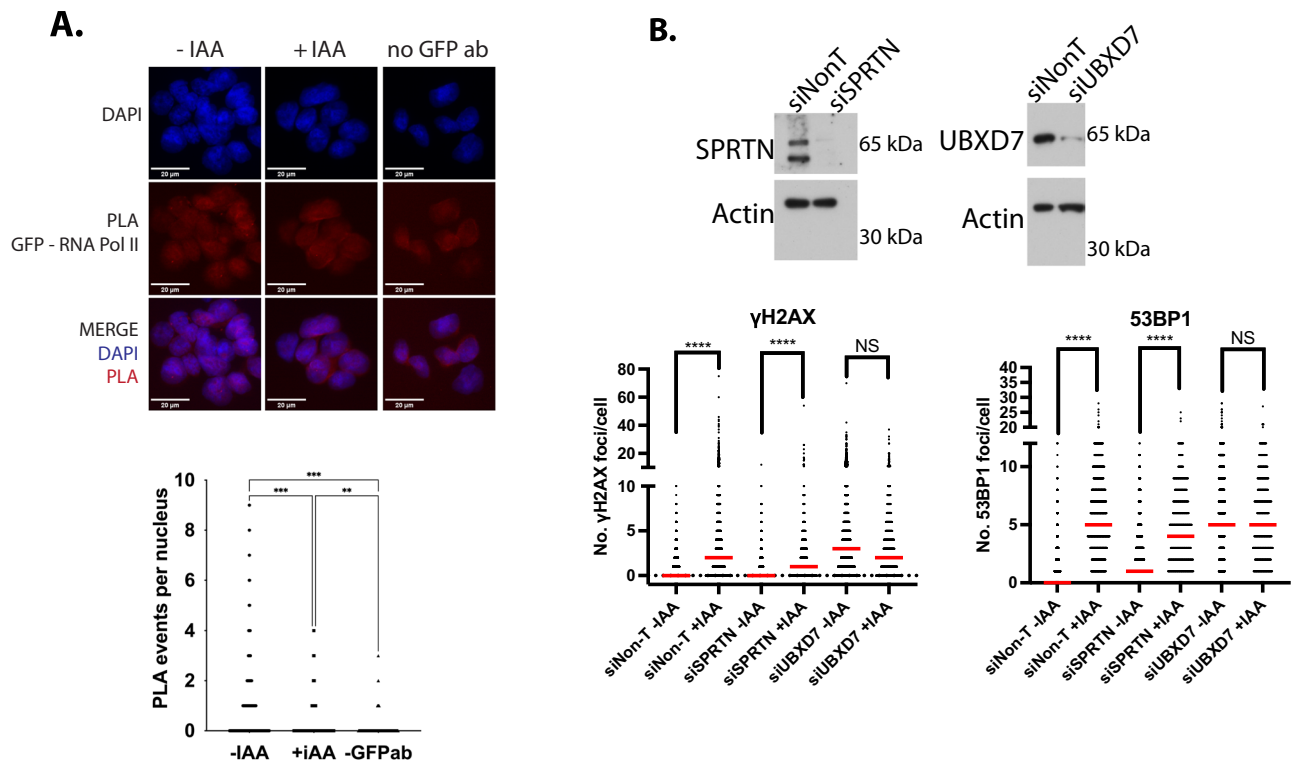 A.
- IAA
+ IAA
no GFP ab
DAPI
20 μm
20 μm
20 μm
PLA
GFP - RNA Pol II
20 μm
20 μm
20 μm
MERGE
DAPI
PLA
20 μm
20 μm
20 μm
PLA events per nucleus
10
8
6
4
2
0
***
***
**
-IAA
+iAA
-GFPab
B.
siNonT
siSPRTN
SPRTN
65 kDa
Actin
30 kDa
siNonT
siUBXD7
UBXD7
65 kDa
Actin
30 kDa
γH2AX
No. γH2AX foci/cell
80
60
40
20
10
5
0
****
****
NS
siNon-T -IAA
siNon-T +IAA
siSPRTN -IAA
siSPRTN +IAA
siUBXD7 -IAA
siUBXD7 +IAA
53BP1
No. 53BP1 foci/cell
40
35
30
25
20
10
5
0
****
****
NS
siNon-T -IAA
siNon-T +IAA
siSPRTN -IAA
siSPRTN +IAA
siUBXD7 -IAA
siUBXD7 +IAA